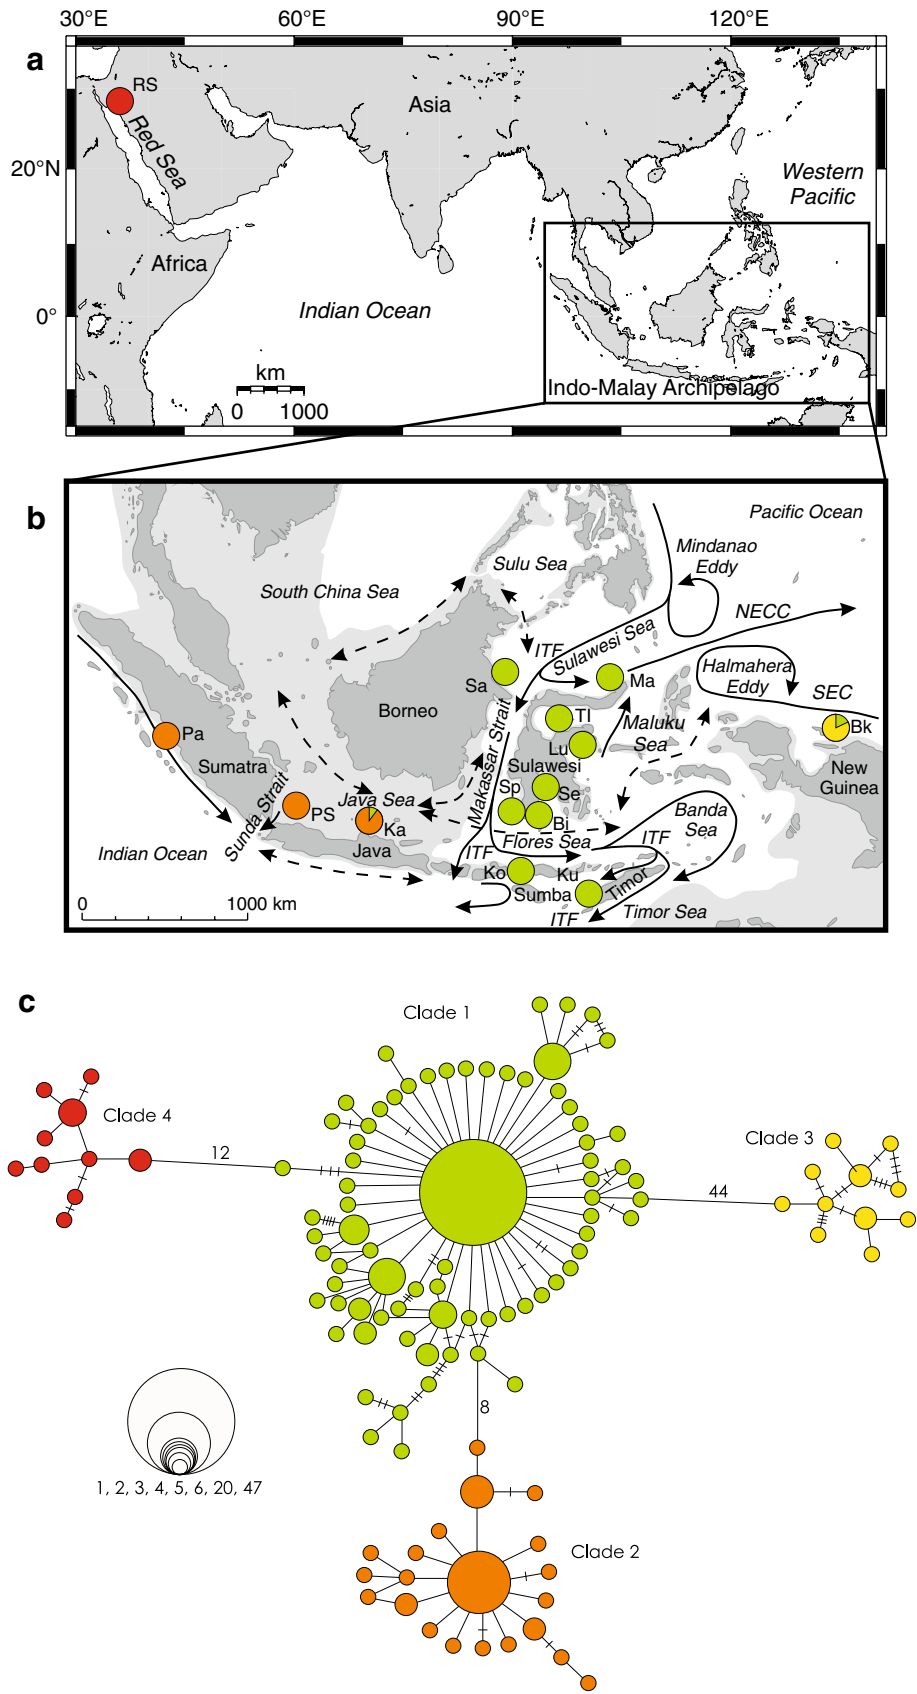 30°E 60°E 90°E 120°E
a
RS
Red Sea
Asia
20°N
Western
Pacific
Africa
0°
Indian Ocean
km
0 1000
Indo-Malay Archipelago
b
Pacific Ocean
Mindanao
Eddy
Sulu Sea
South China Sea
NECC
ITF
Sulawesi Sea
Halmahera
Eddy
Sa
Ma
SEC
Borneo
Makassar Strait
TI
Maluku
Sea
Bk
Pa
Lu
Sumatra
Sulawesi
New
Guinea
Sunda Strait
PS
Java Sea
Sp
Se
Banda
Sea
Ka
Bi
Java
Flores Sea
ITF
Indian Ocean
ITF
Ko
Ku
Timor
Sumba
0 1000 km
ITF
Timor Sea
c
Clade 1
Clade 4
12
Clade 3
44
8
1, 2, 3, 4, 5, 6, 20, 47
Clade 2